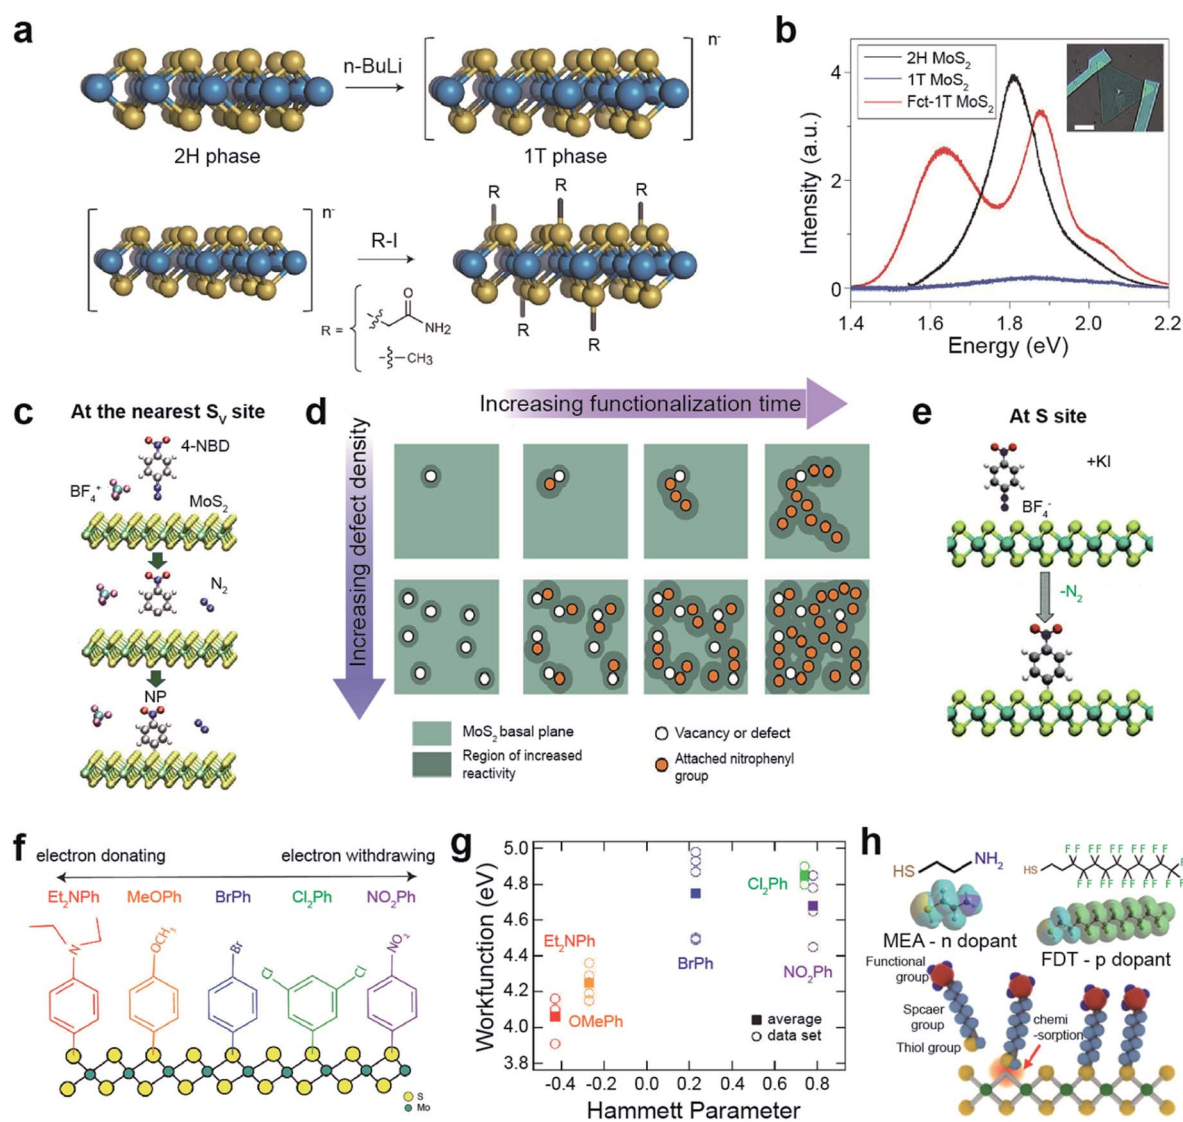 a
n-BuLi
n-
2H phase
1T phase
n-
R-I
R
R
R
R
R
R =
O
NH2
CH3
b
2H MoS2
1T MoS2
Fct-1T MoS2
Intensity (a.u.)
4
2
0
1.4
1.6
1.8
2.0
2.2
Energy (eV)
c
At the nearest SV site
4-NBD
BF4+
MoS2
N2
NP
d
Increasing functionalization time
Increasing defect density
MoS2 basal plane
Region of increased
reactivity
Vacancy or defect
Attached nitrophenyl
group
e
At S site
+KI
BF4-
-N2
f
electron donating
electron withdrawing
Et2NPh
MeOPh
BrPh
Cl2Ph
NO2Ph
N
OCH3
Br
Cl
Cl
NO2
S
Mo
g
Workfunction (eV)
5.0
4.8
4.6
4.4
4.2
4.0
3.8
Et2NPh
OMePh
BrPh
Cl2Ph
NO2Ph
average
data set
-0.4
-0.2
0.0
0.2
0.4
0.6
0.8
Hammett Parameter
h
HS
NH2
HS
F F F F F F F F F F
F
F F F F F F F F F F
MEA - n dopant
FDT - p dopant
Functional
group
Spcaer
group
Thiol group
chemi
-sorption